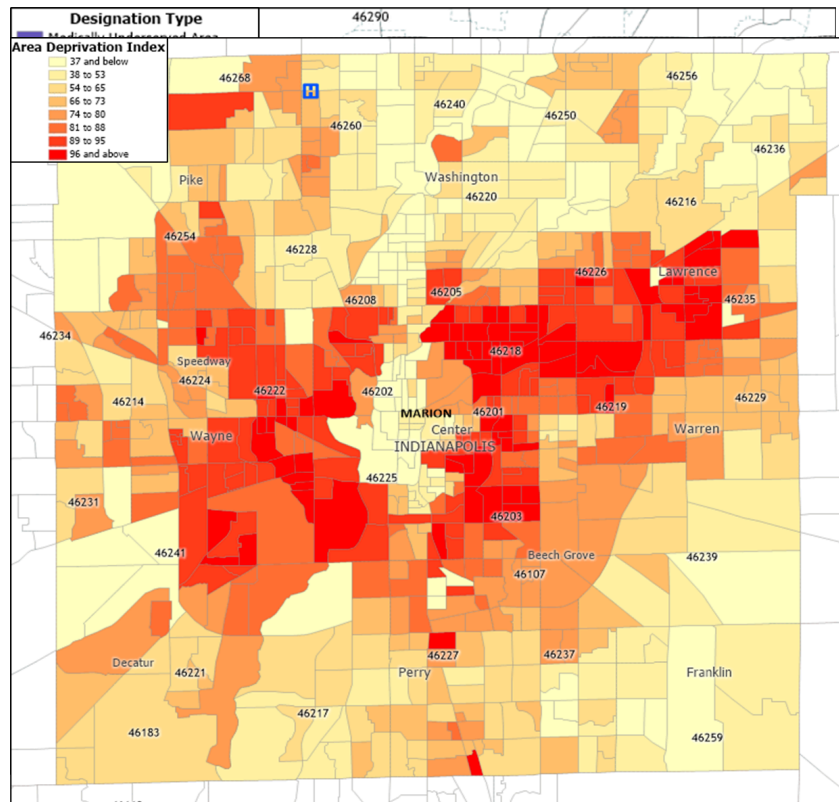 Designation Type
46290
Area Deprivation Index
37 and below
38 to 53
54 to 65
66 to 73
74 to 80
81 to 88
89 to 95
96 and above
46268
46256
H
46240
46250
46260
46236
Pike
Washington
46220
46216
46254
46228
46226
Lawrence
46205
46208
46235
46234
46218
Speedway
46224
46222
46202
46214
46229
MARION
46201
46219
Wayne
Center
Warren
INDIANAPOLIS
46225
46231
46203
46241
Beech Grove
46239
46107
46227
46237
Decatur
46221
Perry
Franklin
46217
46183
46259